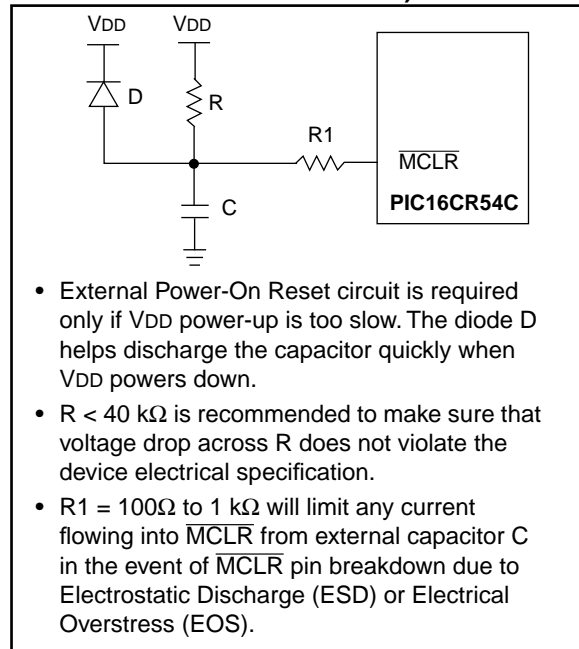 VDD VDD
D
R
R1
MCLR
C
PIC16CR54C
• External Power-On Reset circuit is required
only if VDD power-up is too slow. The diode D
helps discharge the capacitor quickly when
VDD powers down.
• R < 40 kΩ is recommended to make sure that
voltage drop across R does not violate the
device electrical specification.
• R1 = 100Ω to 1 kΩ will limit any current
flowing into MCLR from external capacitor C
in the event of MCLR pin breakdown due to
Electrostatic Discharge (ESD) or Electrical
Overstress (EOS).